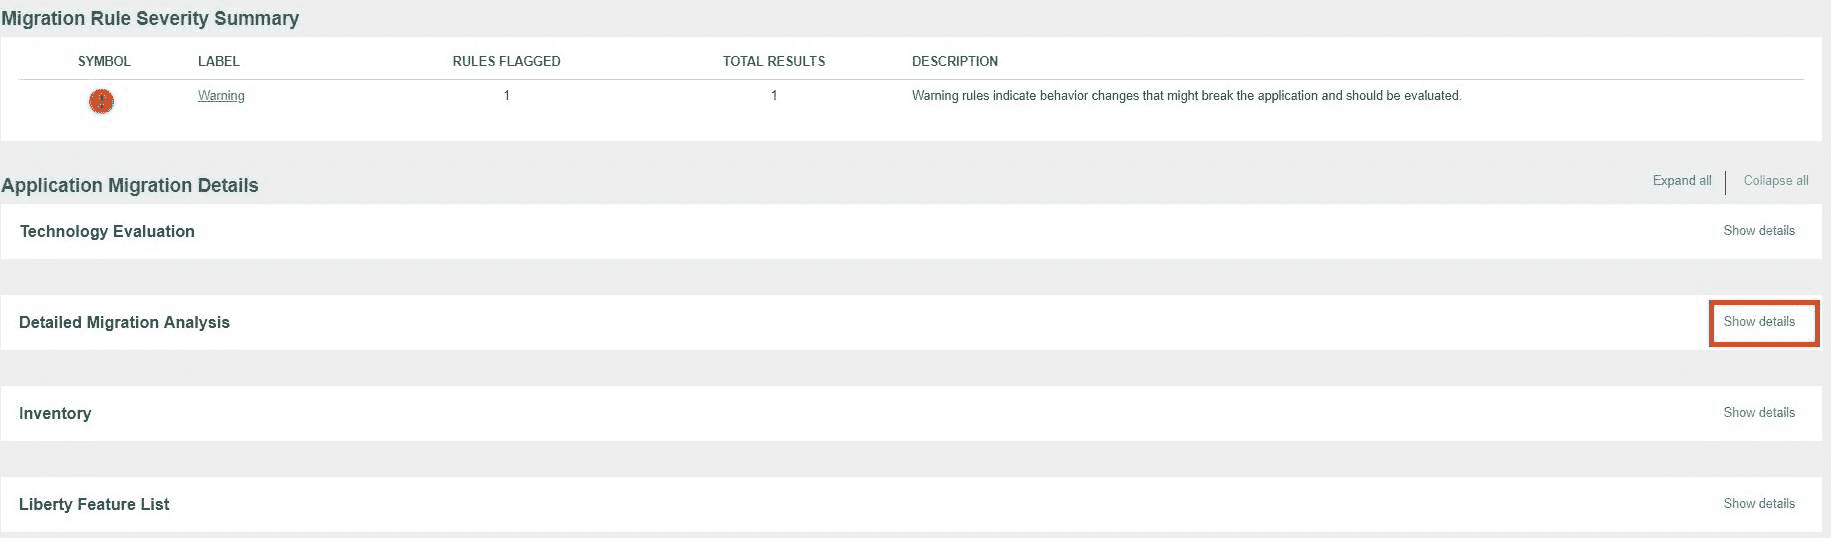 Migration Rule Severity Summary
SYMBOL LABEL RULES FLAGGED TOTAL RESULTS DESCRIPTION
! Warning 1 1 Warning rules indicate behavior changes that might break the application and should be evaluated.
Application Migration Details Expand all Collapse all
Technology Evaluation Show details
Detailed Migration Analysis Show details
Inventory Show details
Liberty Feature List Show details